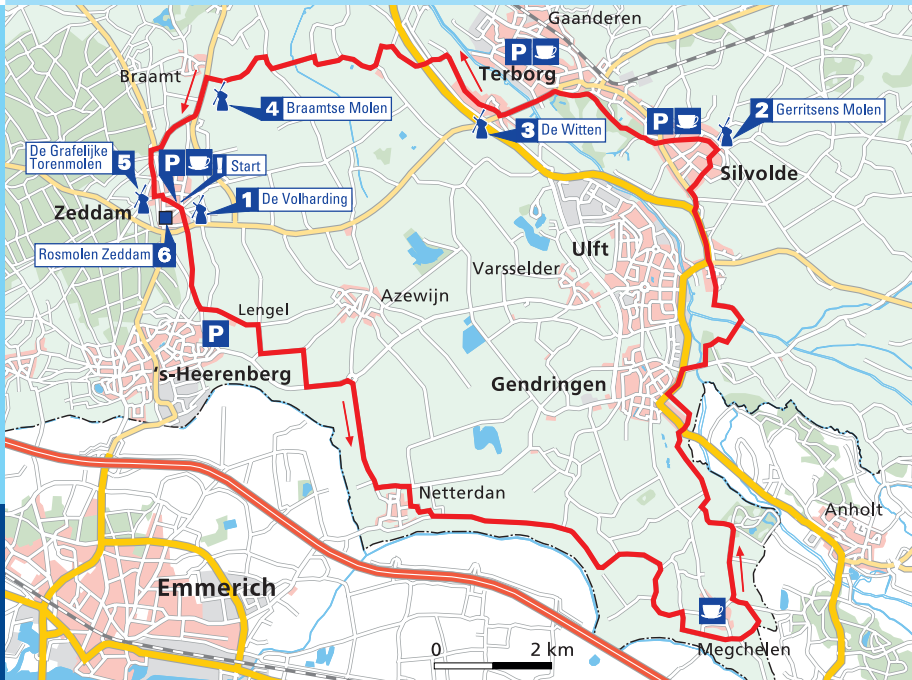 Gaanderen
Braamt
P
Terborg
4 Braamtse Molen
P
2 Gerritsens Molen
3 De Witten
De Grafelijke
Torenmolen
5
P
Start
Silvolde
1 De Volharding
Zeddam
Rosmolen Zeddam 6
Ulft
Varsselder
Azewijn
Lengel
P
's-Heerenberg
Gendringen
Netterdan
Anholt
Emmerich
0 2 km
Megchelen